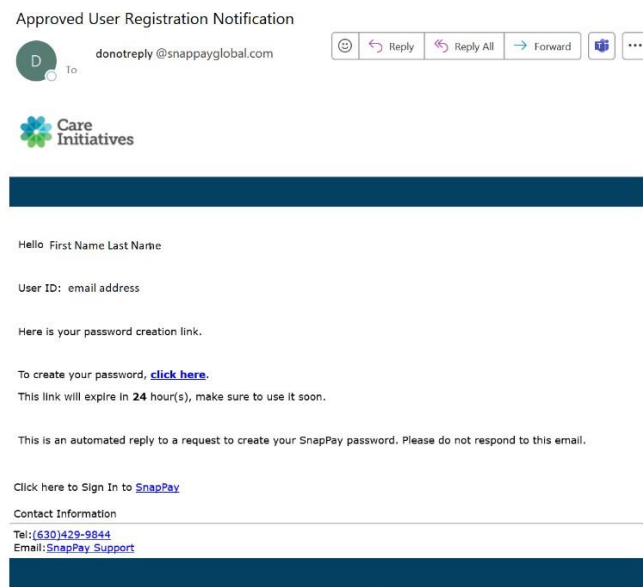 Approved User Registration Notification
D
donotreply @snappayglobal.com
To
Reply
Reply All
Forward
Care
Initiatives
Hello First Name Last Name
User ID: email address
Here is your password creation link.
To create your password, click here.
This link will expire in 24 hour(s), make sure to use it soon.
This is an automated reply to a request to create your SnapPay password. Please do not respond to this email.
Click here to Sign In to SnapPay
Contact Information
Tel:(630)429-9844
Email:SnapPay Support